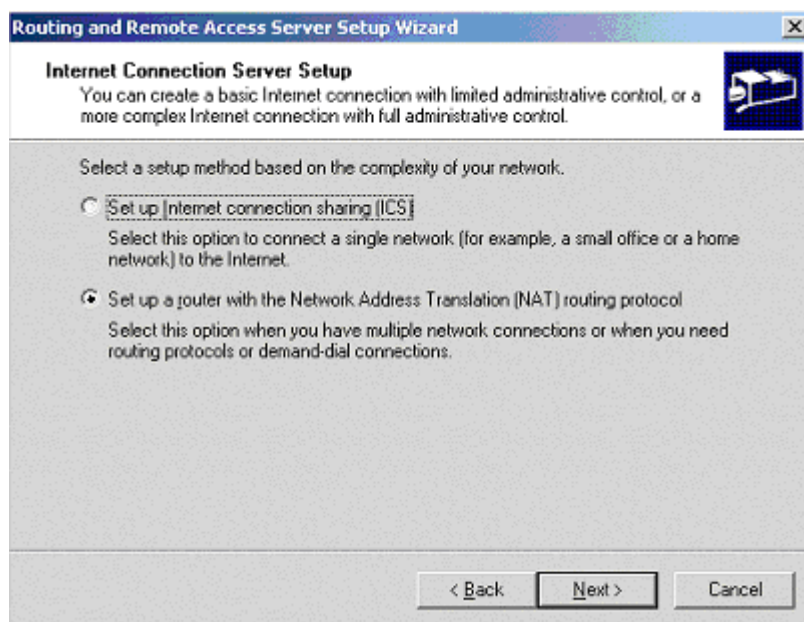 Routing and Remote Access Server Setup Wizard
Internet Connection Server Setup
You can create a basic Internet connection with limited administrative control, or a
more complex Internet connection with full administrative control.
Select a setup method based on the complexity of your network.
Set up Internet connection sharing (ICS)
Select this option to connect a single network (for example, a small office or a home
network) to the Internet.
Set up a router with the Network Address Translation (NAT) routing protocol
Select this option when you have multiple network connections or when you need
routing protocols or demand-dial connections.
< Back Next > Cancel